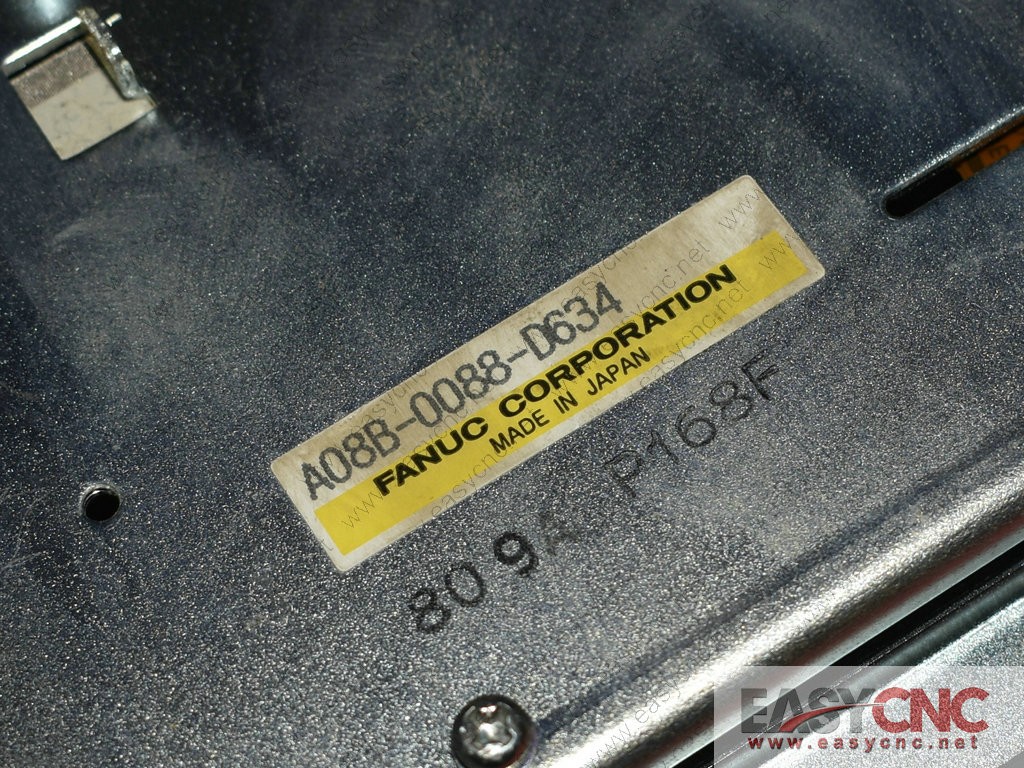 A08B-0088-D634
FANUC CORPORATION
MADE IN JAPAN
809A P168F
EASYCNC
www.easycnc.net